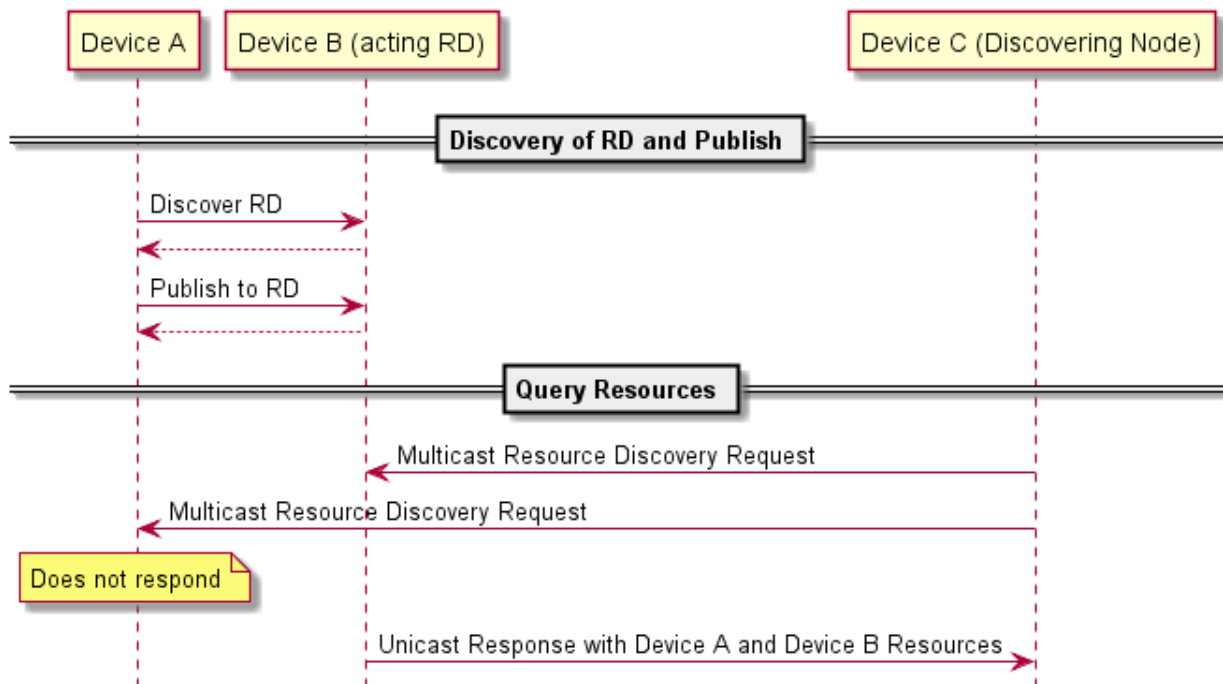 Device A
Device B (acting RD)
Device C (Discovering Node)
Discovery of RD and Publish
Discover RD
Publish to RD
Query Resources
Multicast Resource Discovery Request
Multicast Resource Discovery Request
Does not respond
Unicast Response with Device A and Device B Resources